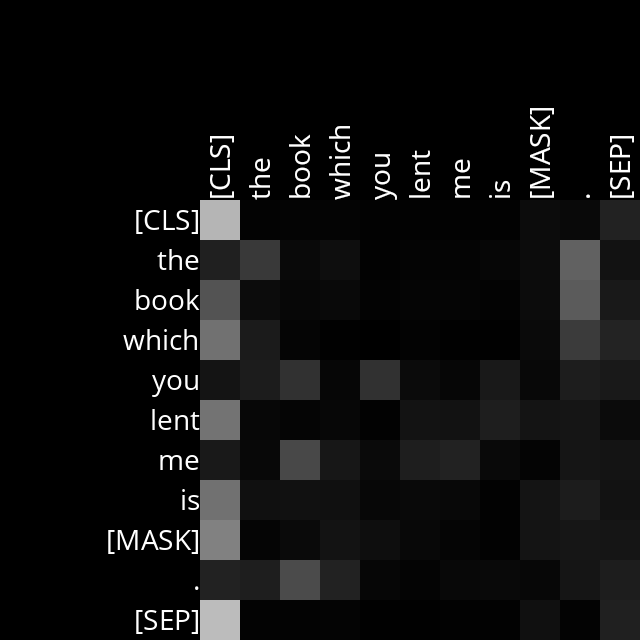 [CLS] the book which you lent me is [MASK] . [SEP]
[CLS]
the
book
which
you
lent
me
is
[MASK]
.
[SEP]